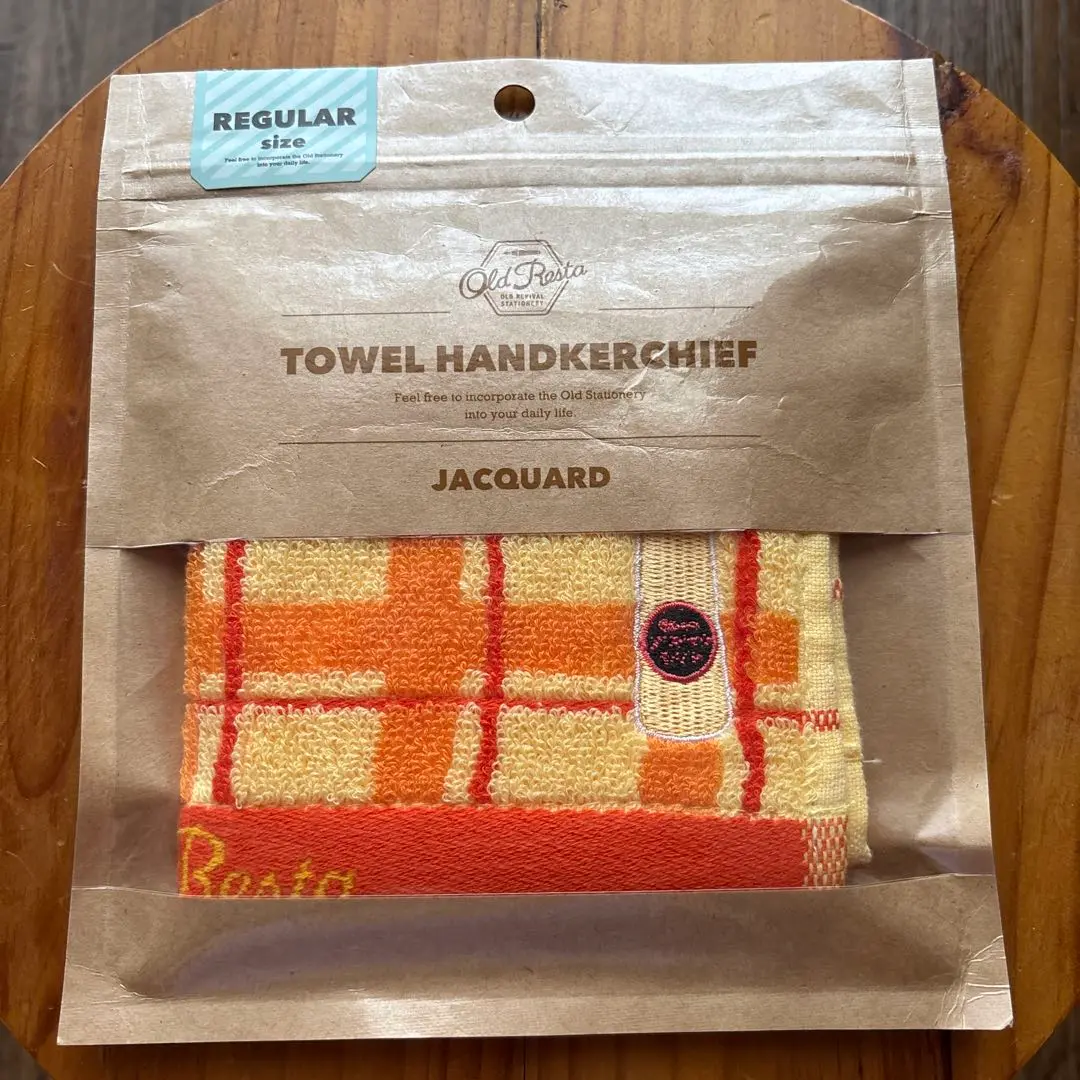 REGULAR
size
Feel free to incorporate the Old Stationery
into your daily life.
Old Resta
OLD REVIVAL
STATIONERY
TOWEL HANDKERCHIEF
Feel free to incorporate the Old Stationery
into your daily life.
JACQUARD
Resta